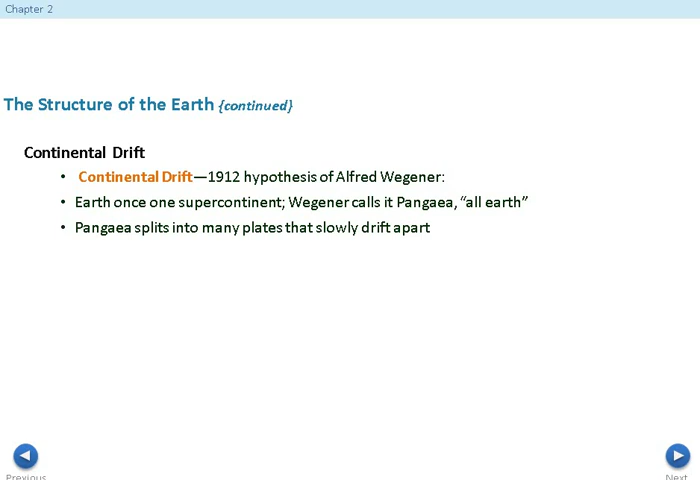 Chapter 2
The Structure of the Earth {continued}
Continental Drift
• Continental Drift—1912 hypothesis of Alfred Wegener:
• Earth once one supercontinent; Wegener calls it Pangaea, “all earth”
• Pangaea splits into many plates that slowly drift apart
Previous Next